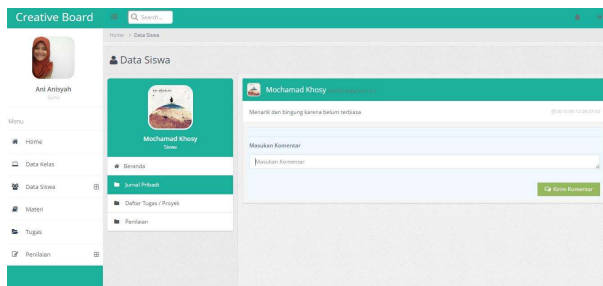 Creative Board
Search...
Home > Data Siswa
Data Siswa
Ani Anisyah
Guru
Menu
Home
Data Kelas
Data Siswa
Materi
Tugas
Penilaian
Mochamad Khosy
Siswa
Beranda
Jurnal Pribadi
Daftar Tugas / Proyek
Penilaian
Mochamad Khosy
Menarik dan bingung karena belum terbiasa
Masukan Komentar
Masukan Komentar
Kirim Komentar